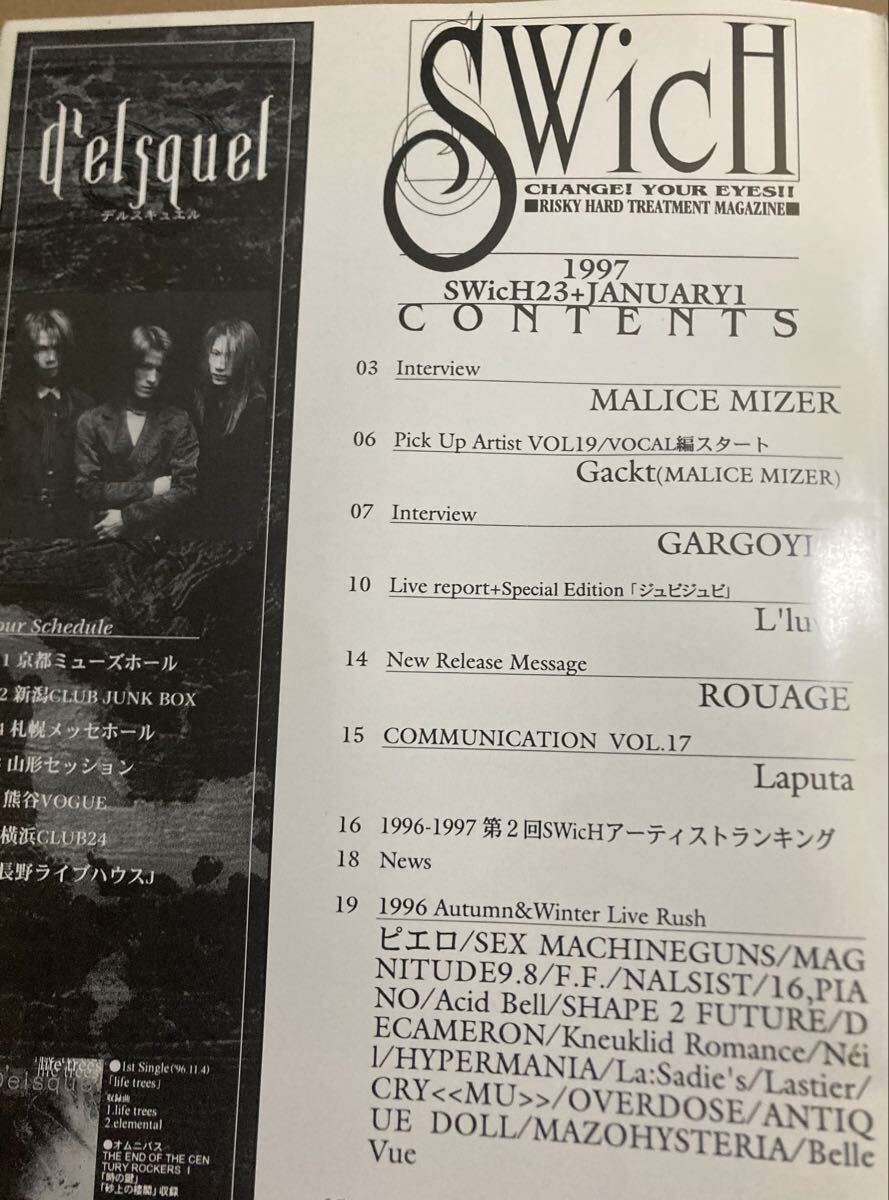 d'elsquel
デルスキュエル
our Schedule
1 京都ミューズホール
2 新潟CLUB JUNK BOX
札幌メッセホール
山形セッション
熊谷VOGUE
横浜CLUB24
長野ライブハウスJ
life trees
●1st Single('96 11.4)
「life trees」
収録曲
1.life trees
2.elemental
●オムニバス
THE END OF THE CEN
TURY ROCKERS Ⅰ
「時の鍵」
「砂上の楼閣」収録
SWicH
CHANGE! YOUR EYES!!
■RISKY HARD TREATMENT MAGAZINE■
1997
SWicH23+JANUARY1
CONTENTS
03 Interview
MALICE MIZER
06 Pick Up Artist VOL19/VOCAL編スタート
Gackt(MALICE MIZER)
07 Interview
GARGOY
10 Live report+Special Edition「ジュビジュビ」
L'lu
14 New Release Message
ROUAGE
15 COMMUNICATION VOL.17
Laputa
16 1996-1997 第2回SWicHアーティストランキング
18 News
19 1996 Autumn&Winter Live Rush
ピエロ/SEX MACHINEGUNS/MAG
NITUDE9.8/F.F./NALSIST/16,PIA
NO/Acid Bell/SHAPE 2 FUTURE/D
ECAMERON/Kneuklid Romance/Néi
l/HYPERMANIA/La:Sadie's/Lastier/
CRY<<MU>>/OVERDOSE/ANTIQ
UE DOLL/MAZOHYSTERIA/Belle
Vue